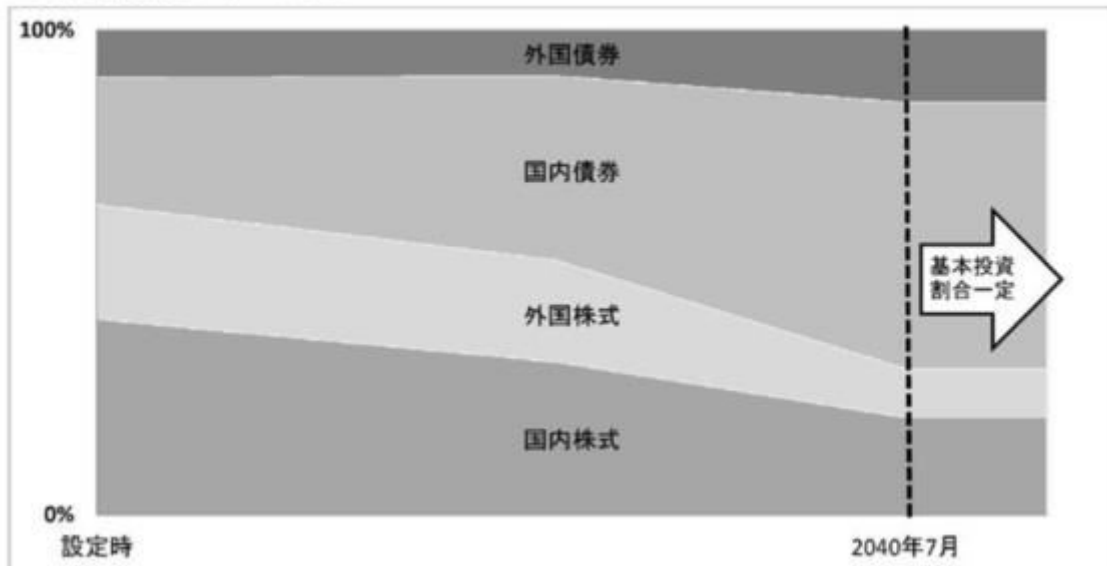 100%
外国債券
国内債券
基本投資
割合一定
外国株式
国内株式
0%
設定時
2040年7月